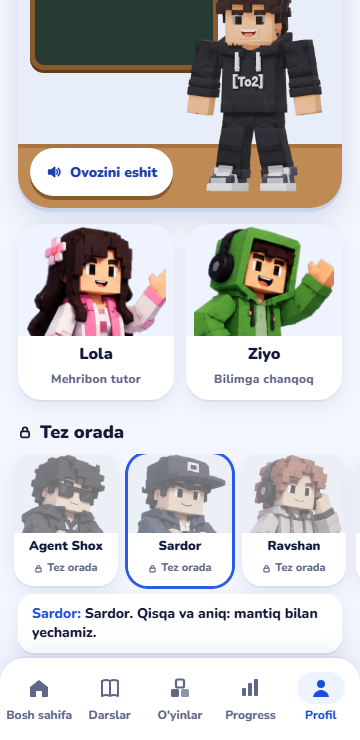 [To2]
Ovozini eshit
Lola
Mehribon tutor
Ziyo
Bilimga chanqoq
Tez orada
Agent Shox
Tez orada
Sardor
Tez orada
Ravshan
Tez orada
Sardor: Sardor. Qisqa va aniq: mantiq bilan
yechamiz.
Bosh sahifa
Darslar
O'yinlar
Progress
Profil